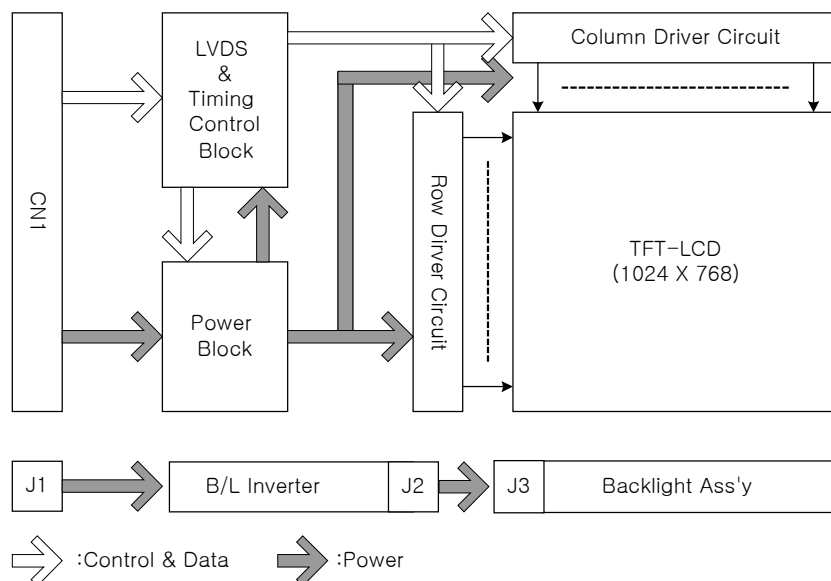 LVDS
&
Timing
Control
Block
Column Driver Circuit
CN1
Row Dirver Circuit
TFT-LCD
(1024 X 768)
Power
Block
J1
B/L Inverter
J2
J3
Backlight Ass'y
:Control & Data
:Power